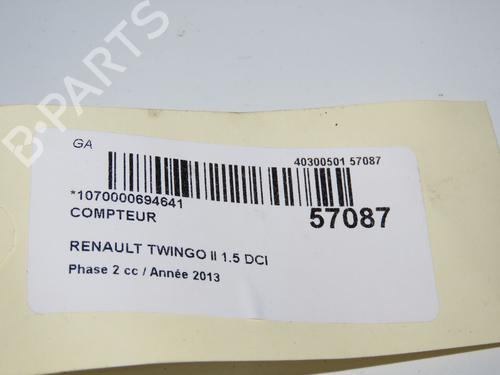 B-PARTS
GA
40300501 57087
*1070000694641
COMPTEUR
57087
RENAULT TWINGO II 1.5 DCI
Phase 2 cc / Année 2013